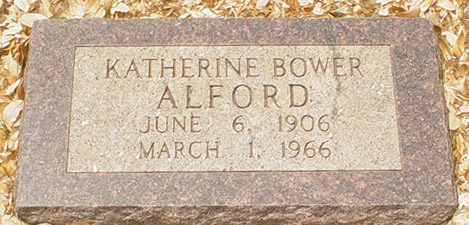 KATHERINE BOWER
ALFORD
JUNE 6, 1906
MARCH 1, 1966